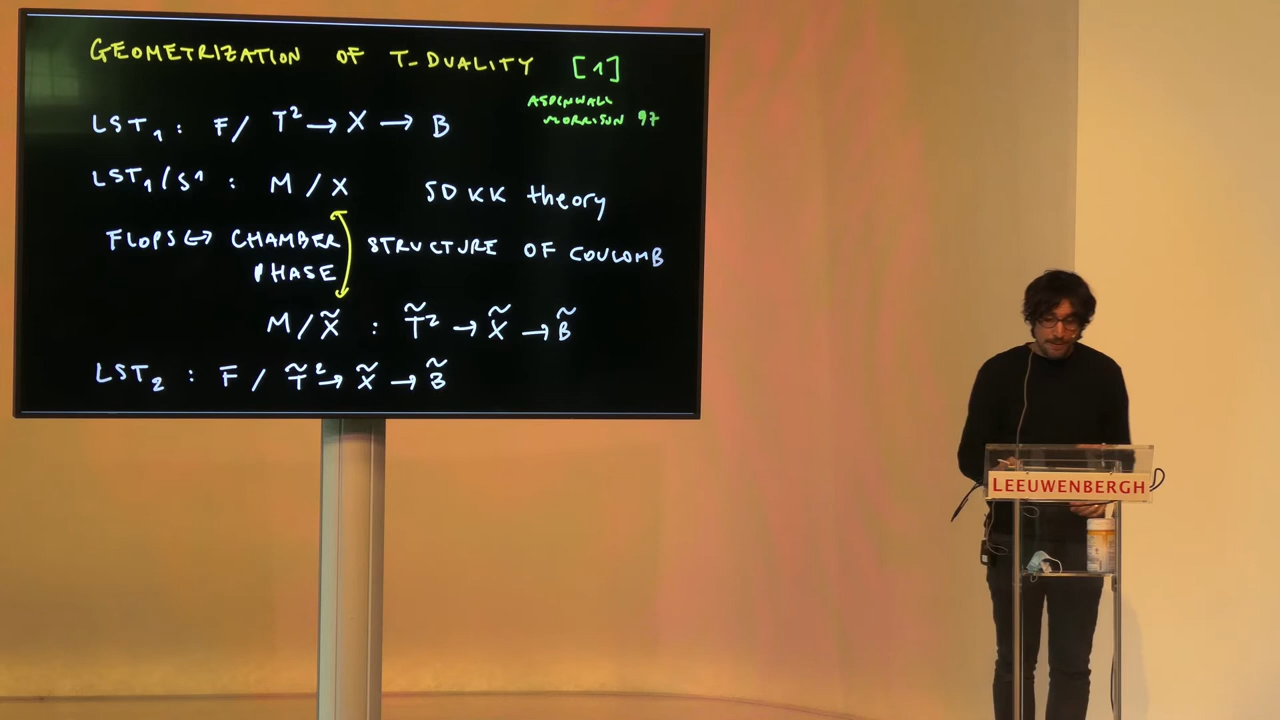 GEOMETRIZATION OF T-DUALITY [1]
ASPINWALL
MORRISON 97
LST₁ : F / T² → X → B
LST₁/S¹ : M / X 5D KK theory
FLOPS ↔ CHAMBER STRUCTURE OF COULOMB
PHASE
M / X̃ : T̃² → X̃ → B̃
LST₂ : F / T̃² → X̃ → B̃
LEEUWENBERGH